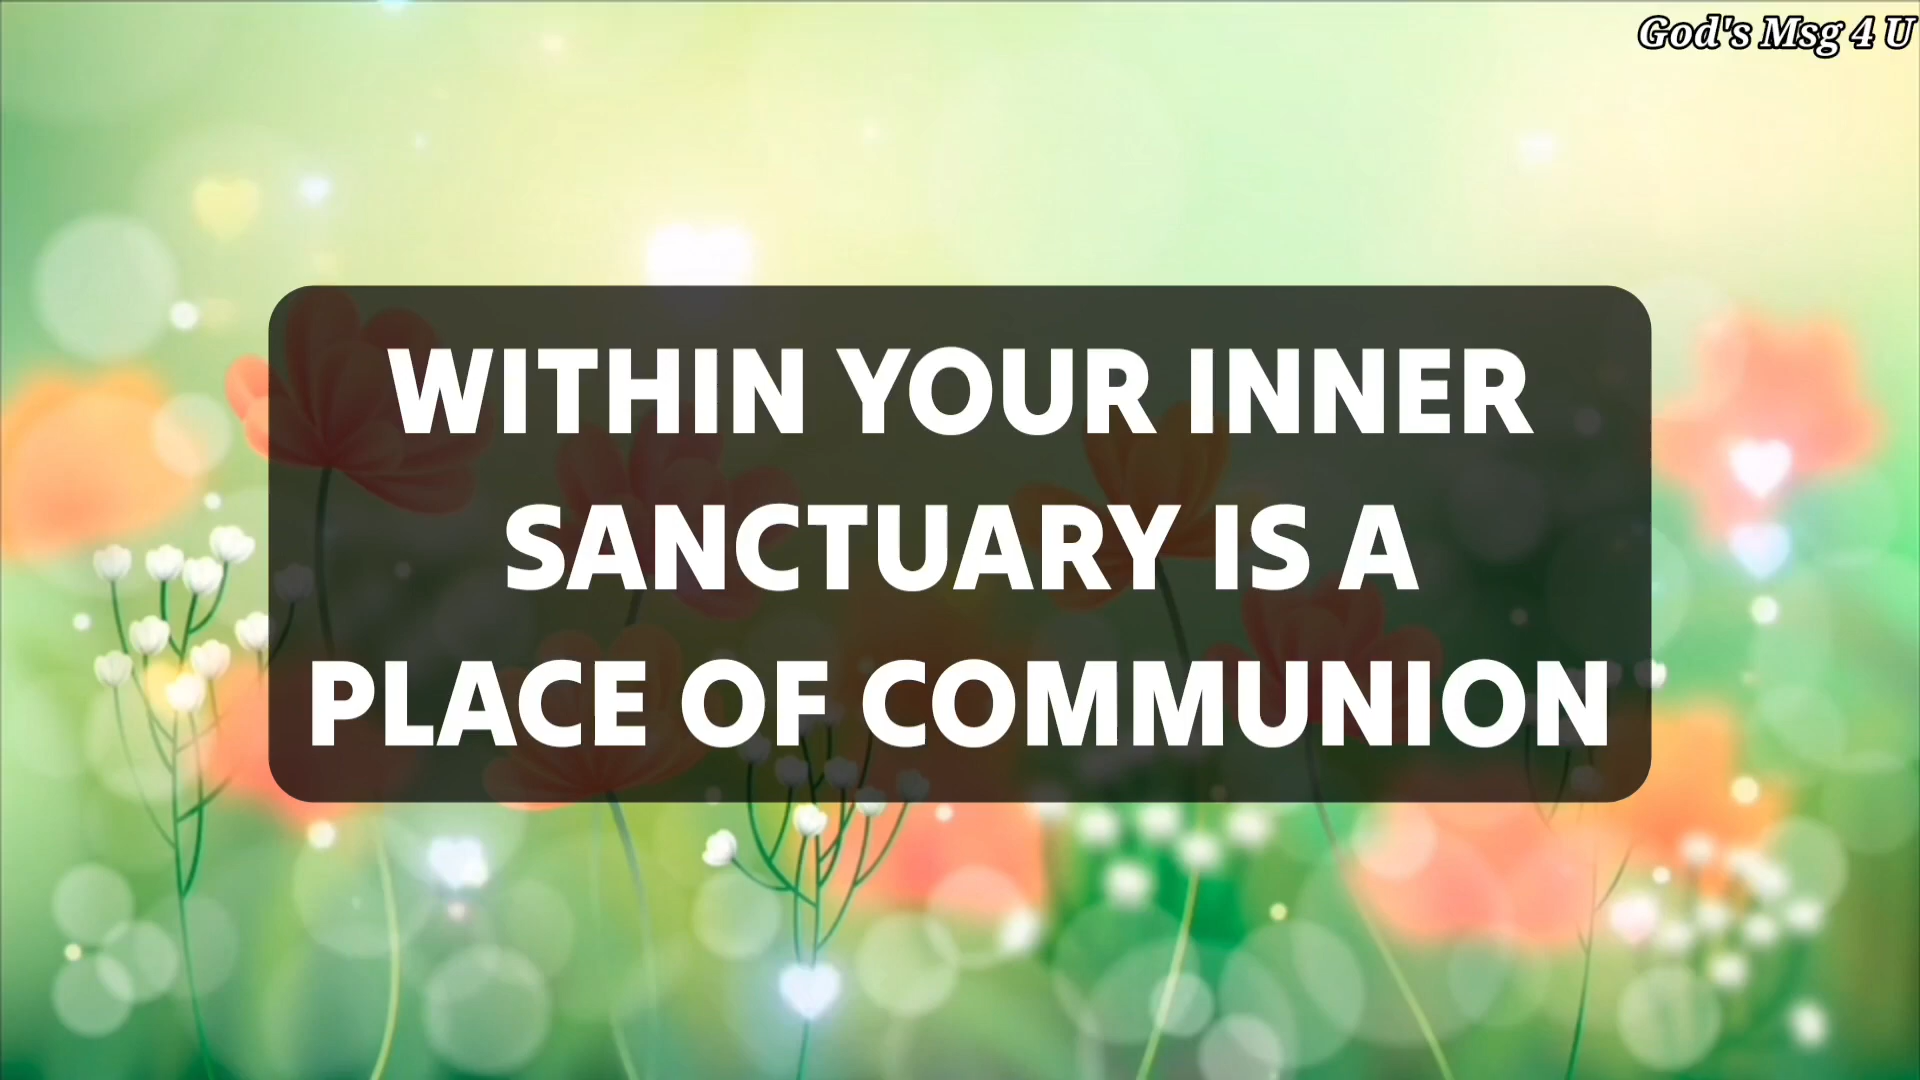 God's Msg 4 U
WITHIN YOUR INNER
SANCTUARY IS A
PLACE OF COMMUNION